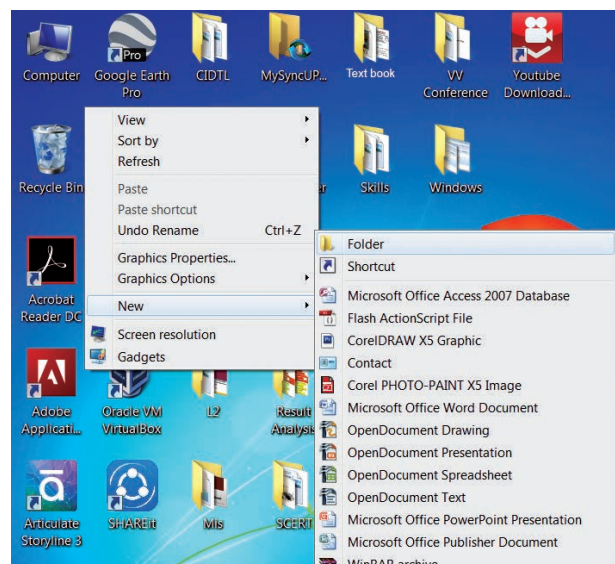 Pro
Computer
Google Earth
Pro
CIDTL
MySyncUP...
Text book
VV
Conference
Youtube
Download...
Recycle Bin
Skills
Windows
View
Sort by
Refresh
Paste
Paste shortcut
Undo Rename Ctrl+Z
Graphics Properties...
Graphics Options
New
Screen resolution
Gadgets
Folder
Shortcut
Microsoft Office Access 2007 Database
Flash ActionScript File
CorelDRAW X5 Graphic
Contact
Corel PHOTO-PAINT X5 Image
Microsoft Office Word Document
OpenDocument Drawing
OpenDocument Presentation
OpenDocument Spreadsheet
OpenDocument Text
Microsoft Office PowerPoint Presentation
Microsoft Office Publisher Document
WinRAR archive
Acrobat
Reader DC
Adobe
Applicati...
Oracle VM
VirtualBox
L2
Result
Analysis
Articulate
Storyline 3
SHAREit
Mis
SCERT